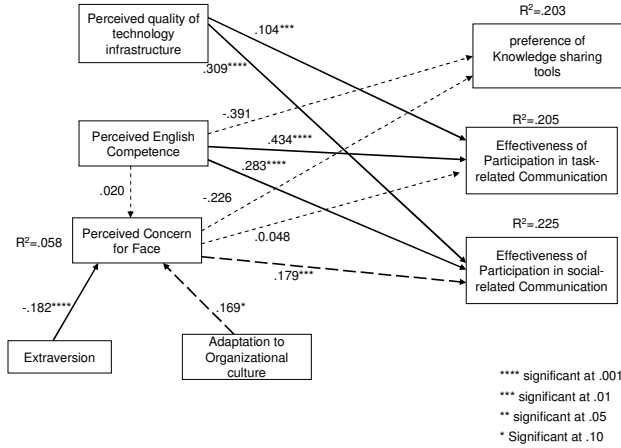 Perceived quality of
technology
infrastructure
R²=.203
preference of
Knowledge sharing
tools
.104***
.309****
-.391
R²=.205
Perceived English
Competence
.434****
Effectiveness of
Participation in task-
related Communication
.283****
.020
-.226
R²=.225
R²=.058
Perceived Concern
for Face
.0.048
Effectiveness of
Participation in social-
related Communication
.179***
-.182****
.169*
Extraversion
Adaptation to
Organizational
culture
**** significant at .001
*** significant at .01
** significant at .05
* Significant at .10